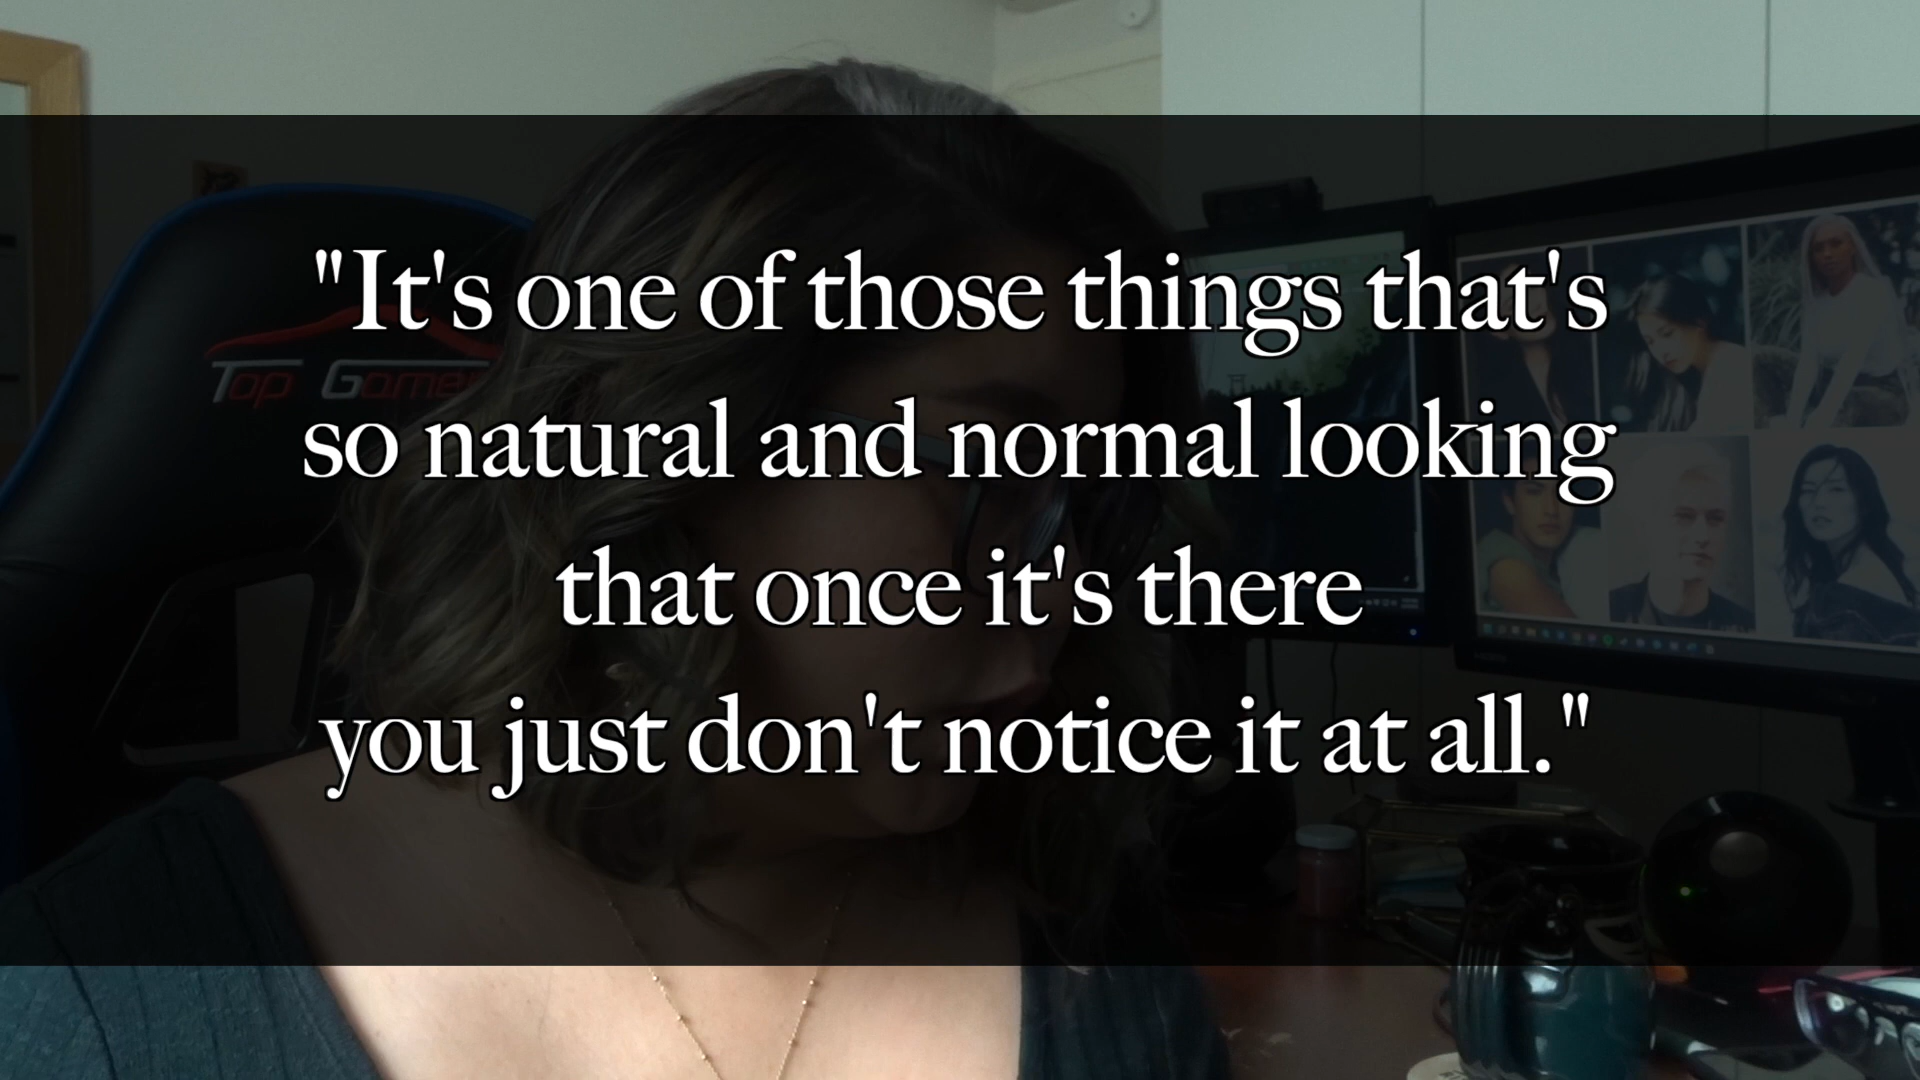 "It's one of those things that's
so natural and normal looking
that once it's there
you just don't notice it at all."
Top Gamer